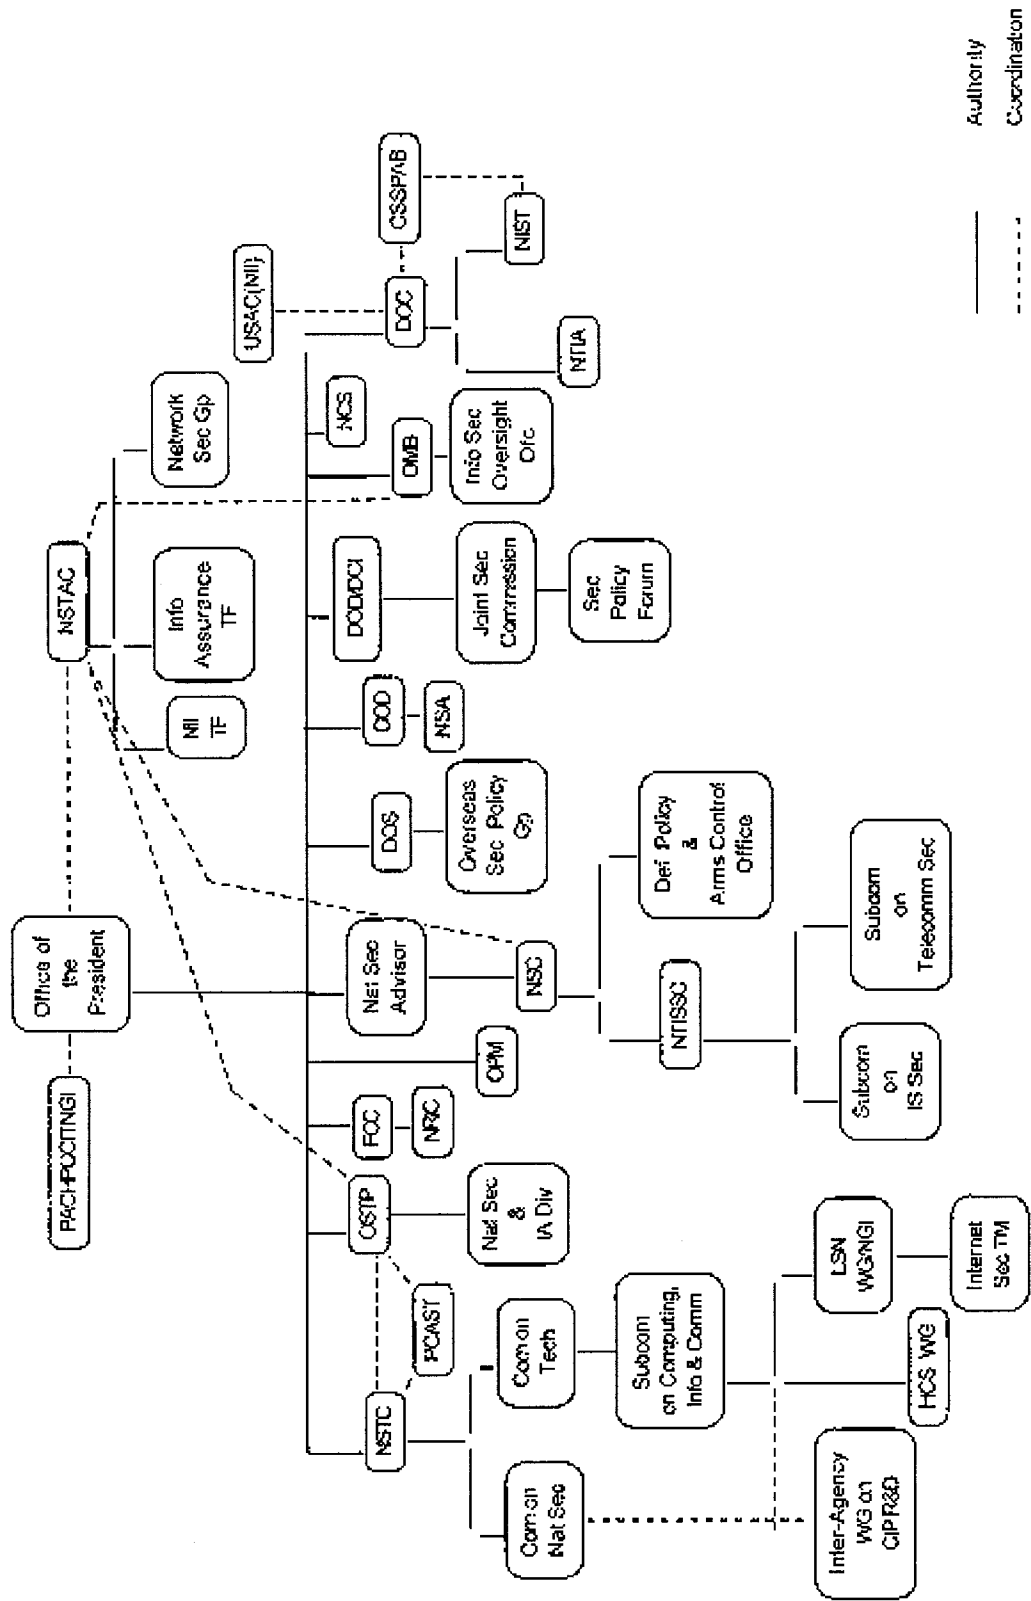 Office of
the
President
PACHPCCITNGI
NSTAC
NII
TF
Info
Assurance
TF
Network
Sec Gp
USAC(NII)
NSTC
PCAST
OSTP
FCC
NRIC
OPM
Nat Sec
Advisor
DOS
DOD
NSA
DOD/DCI
OMB
NCS
DOC
CSSPAB
NTIA
NIST
Com on
Nat Sec
Com on
Tech
Nat Sec
&
IA Div
NSC
Overseas
Sec Policy
Gp
Joint Sec
Commission
Info Sec
Oversight
Ofc
Sec
Policy
Forum
Subcom
on Computing,
Info & Comm
NTISSC
Def Policy
&
Arms Control
Office
Inter-Agency
WG on
CIP R&D
HCS WG
LSN
WG/NGI
Internet
Sec TM
Subcom
on
IS Sec
Subcom
on
Telecomm Sec
Authority
Coordination